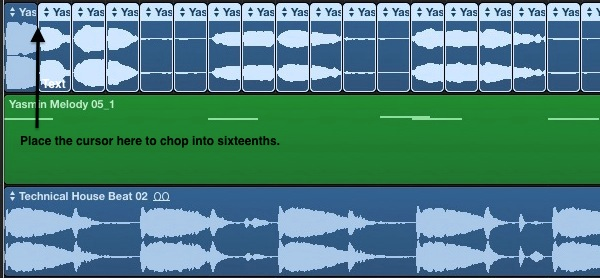 Yas Yas Yas Yas Yas Yas Yas Yas Yas Yas Yas Yas Yas Yas Yas Yas Yas
Text
Yasmin Melody 05_1
Place the cursor here to chop into sixteenths.
Technical House Beat 02